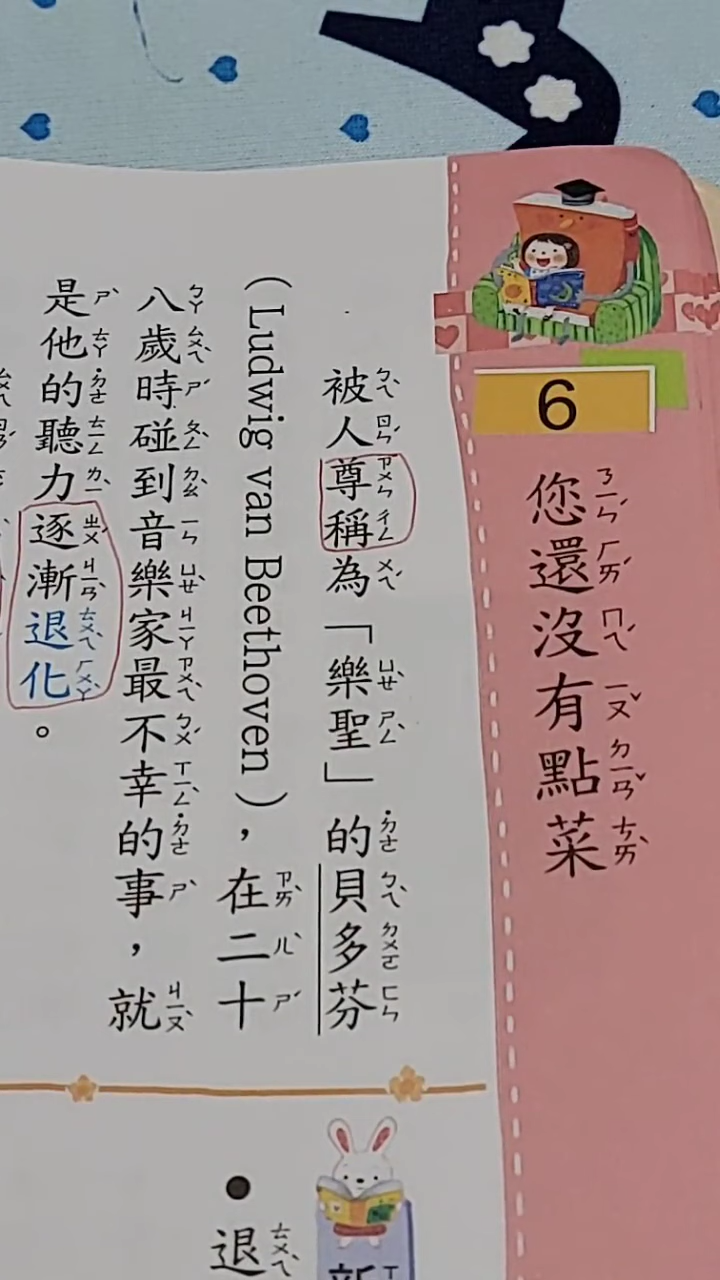 6
您還沒有點菜
被人尊稱為「樂聖」的貝多芬
(Ludwig van Beethoven),在二十
八歲時碰到音樂家最不幸的事,就
是他的聽力逐漸退化。
●退